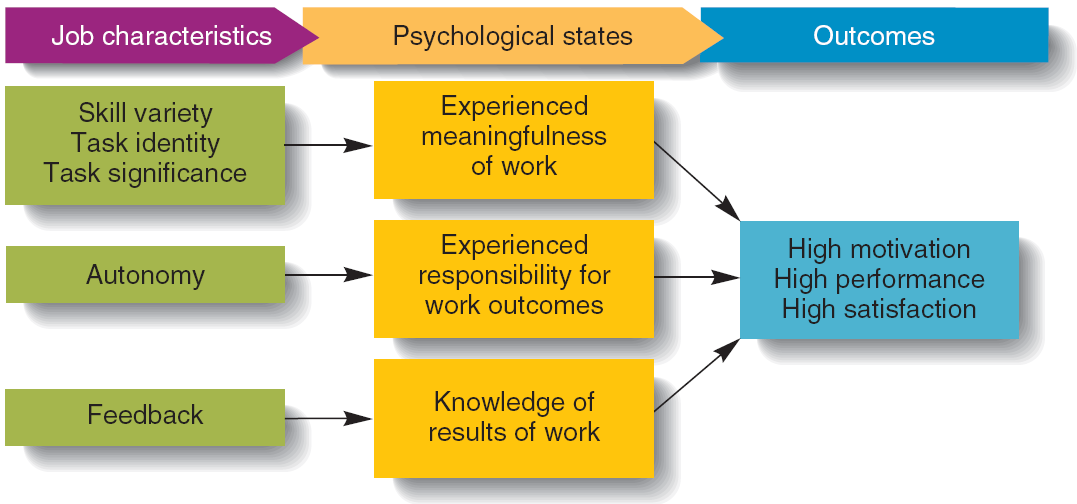 Job characteristics
Psychological states
Outcomes
Skill variety
Task identity
Task significance
Experienced
meaningfulness
of work
Autonomy
Experienced
responsibility for
work outcomes
High motivation
High performance
High satisfaction
Feedback
Knowledge of
results of work